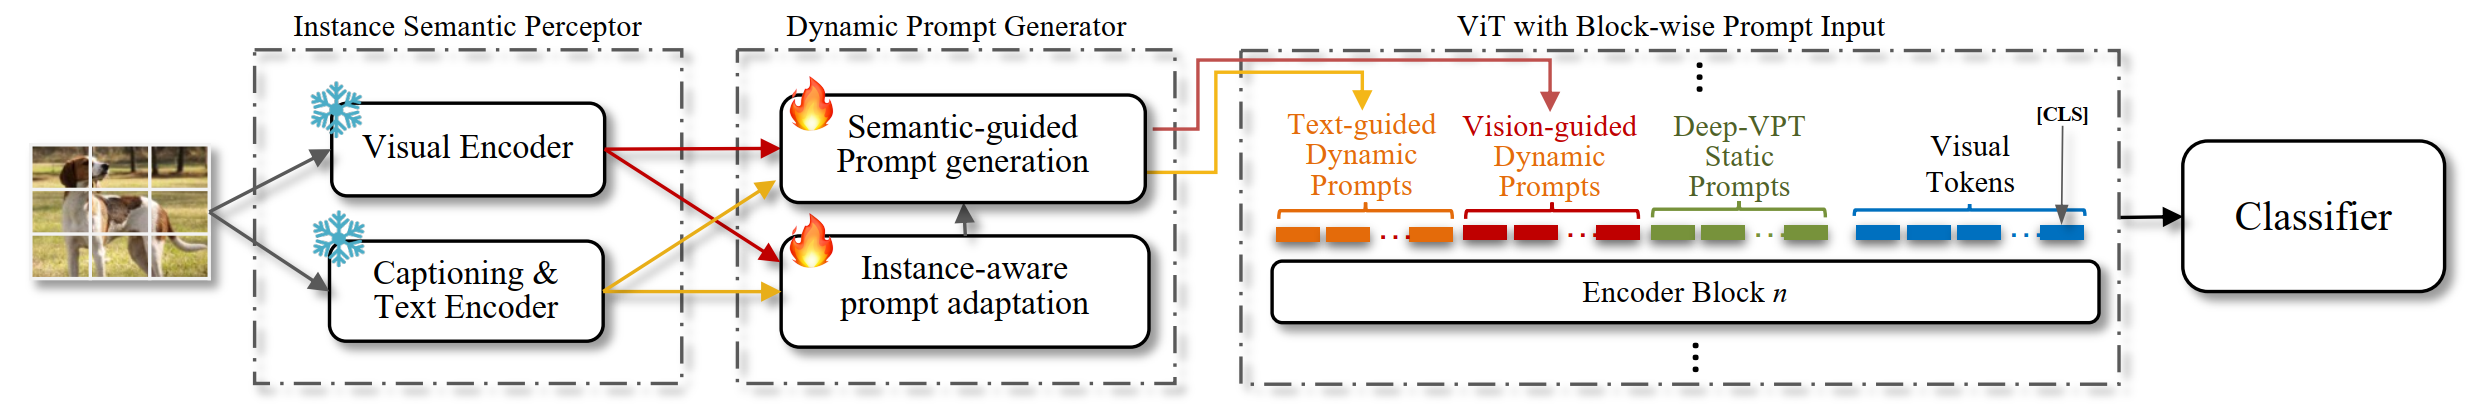 Instance Semantic Perceptor
Visual Encoder
Captioning &
Text Encoder
Dynamic Prompt Generator
Semantic-guided
Prompt generation
Instance-aware
prompt adaptation
ViT with Block-wise Prompt Input
Text-guided
Dynamic
Prompts
Vision-guided
Dynamic
Prompts
Deep-VPT
Static
Prompts
Visual
Tokens
[CLS]
Encoder Block n
Classifier